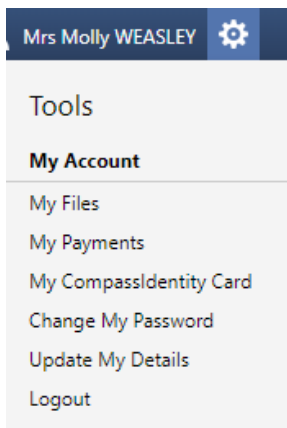 Mrs Molly WEASLEY
Tools
My Account
My Files
My Payments
My CompassIdentity Card
Change My Password
Update My Details
Logout